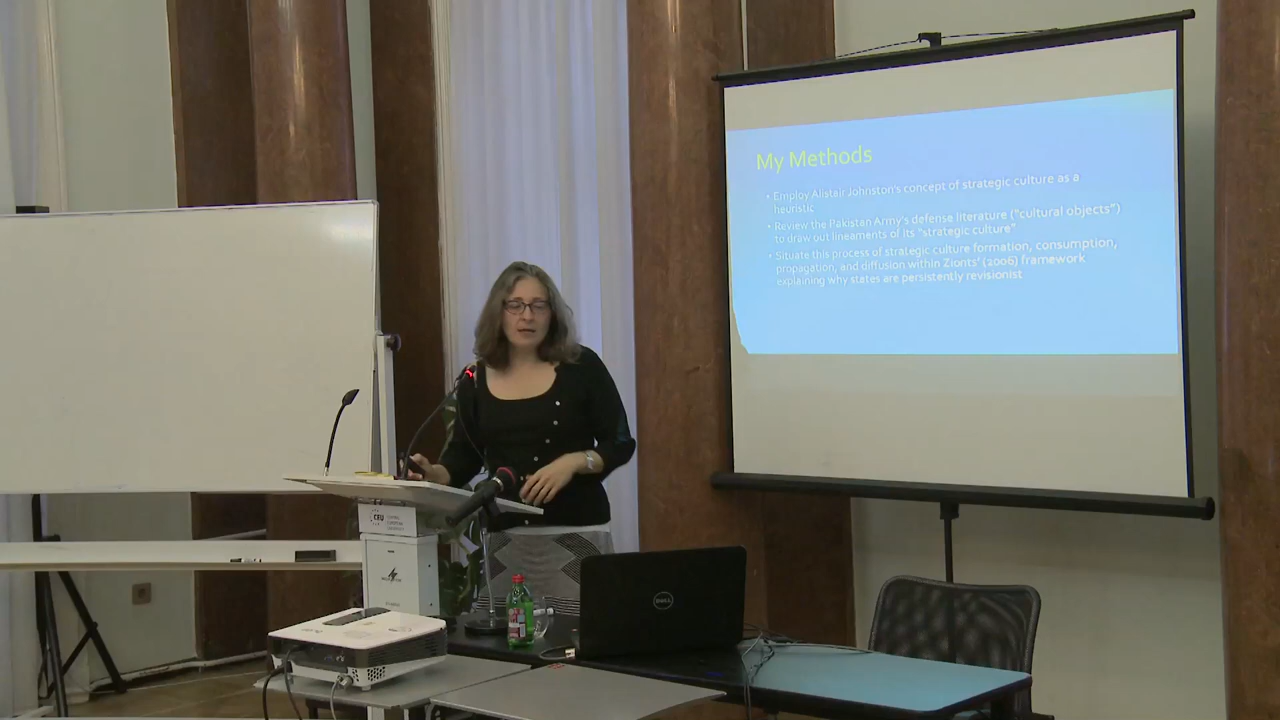 My Methods
• Employ Alistair Johnston's concept of strategic culture as a
heuristic
• Review the Pakistan Army's defense literature ("cultural objects")
to draw out lineaments of its "strategic culture"
• Situate this process of strategic culture formation, consumption,
propagation, and diffusion within Zionts' (2006) framework
explaining why states are persistently revisionist
CEU
DELL